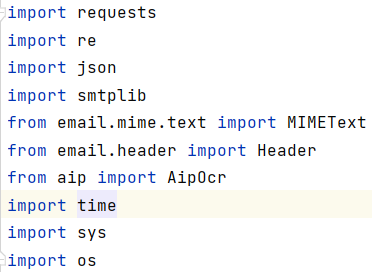 import requests
import re
import json
import smtplib
from email.mime.text import MIMEText
from email.header import Header
from aip import AipOcr
import time
import sys
import os